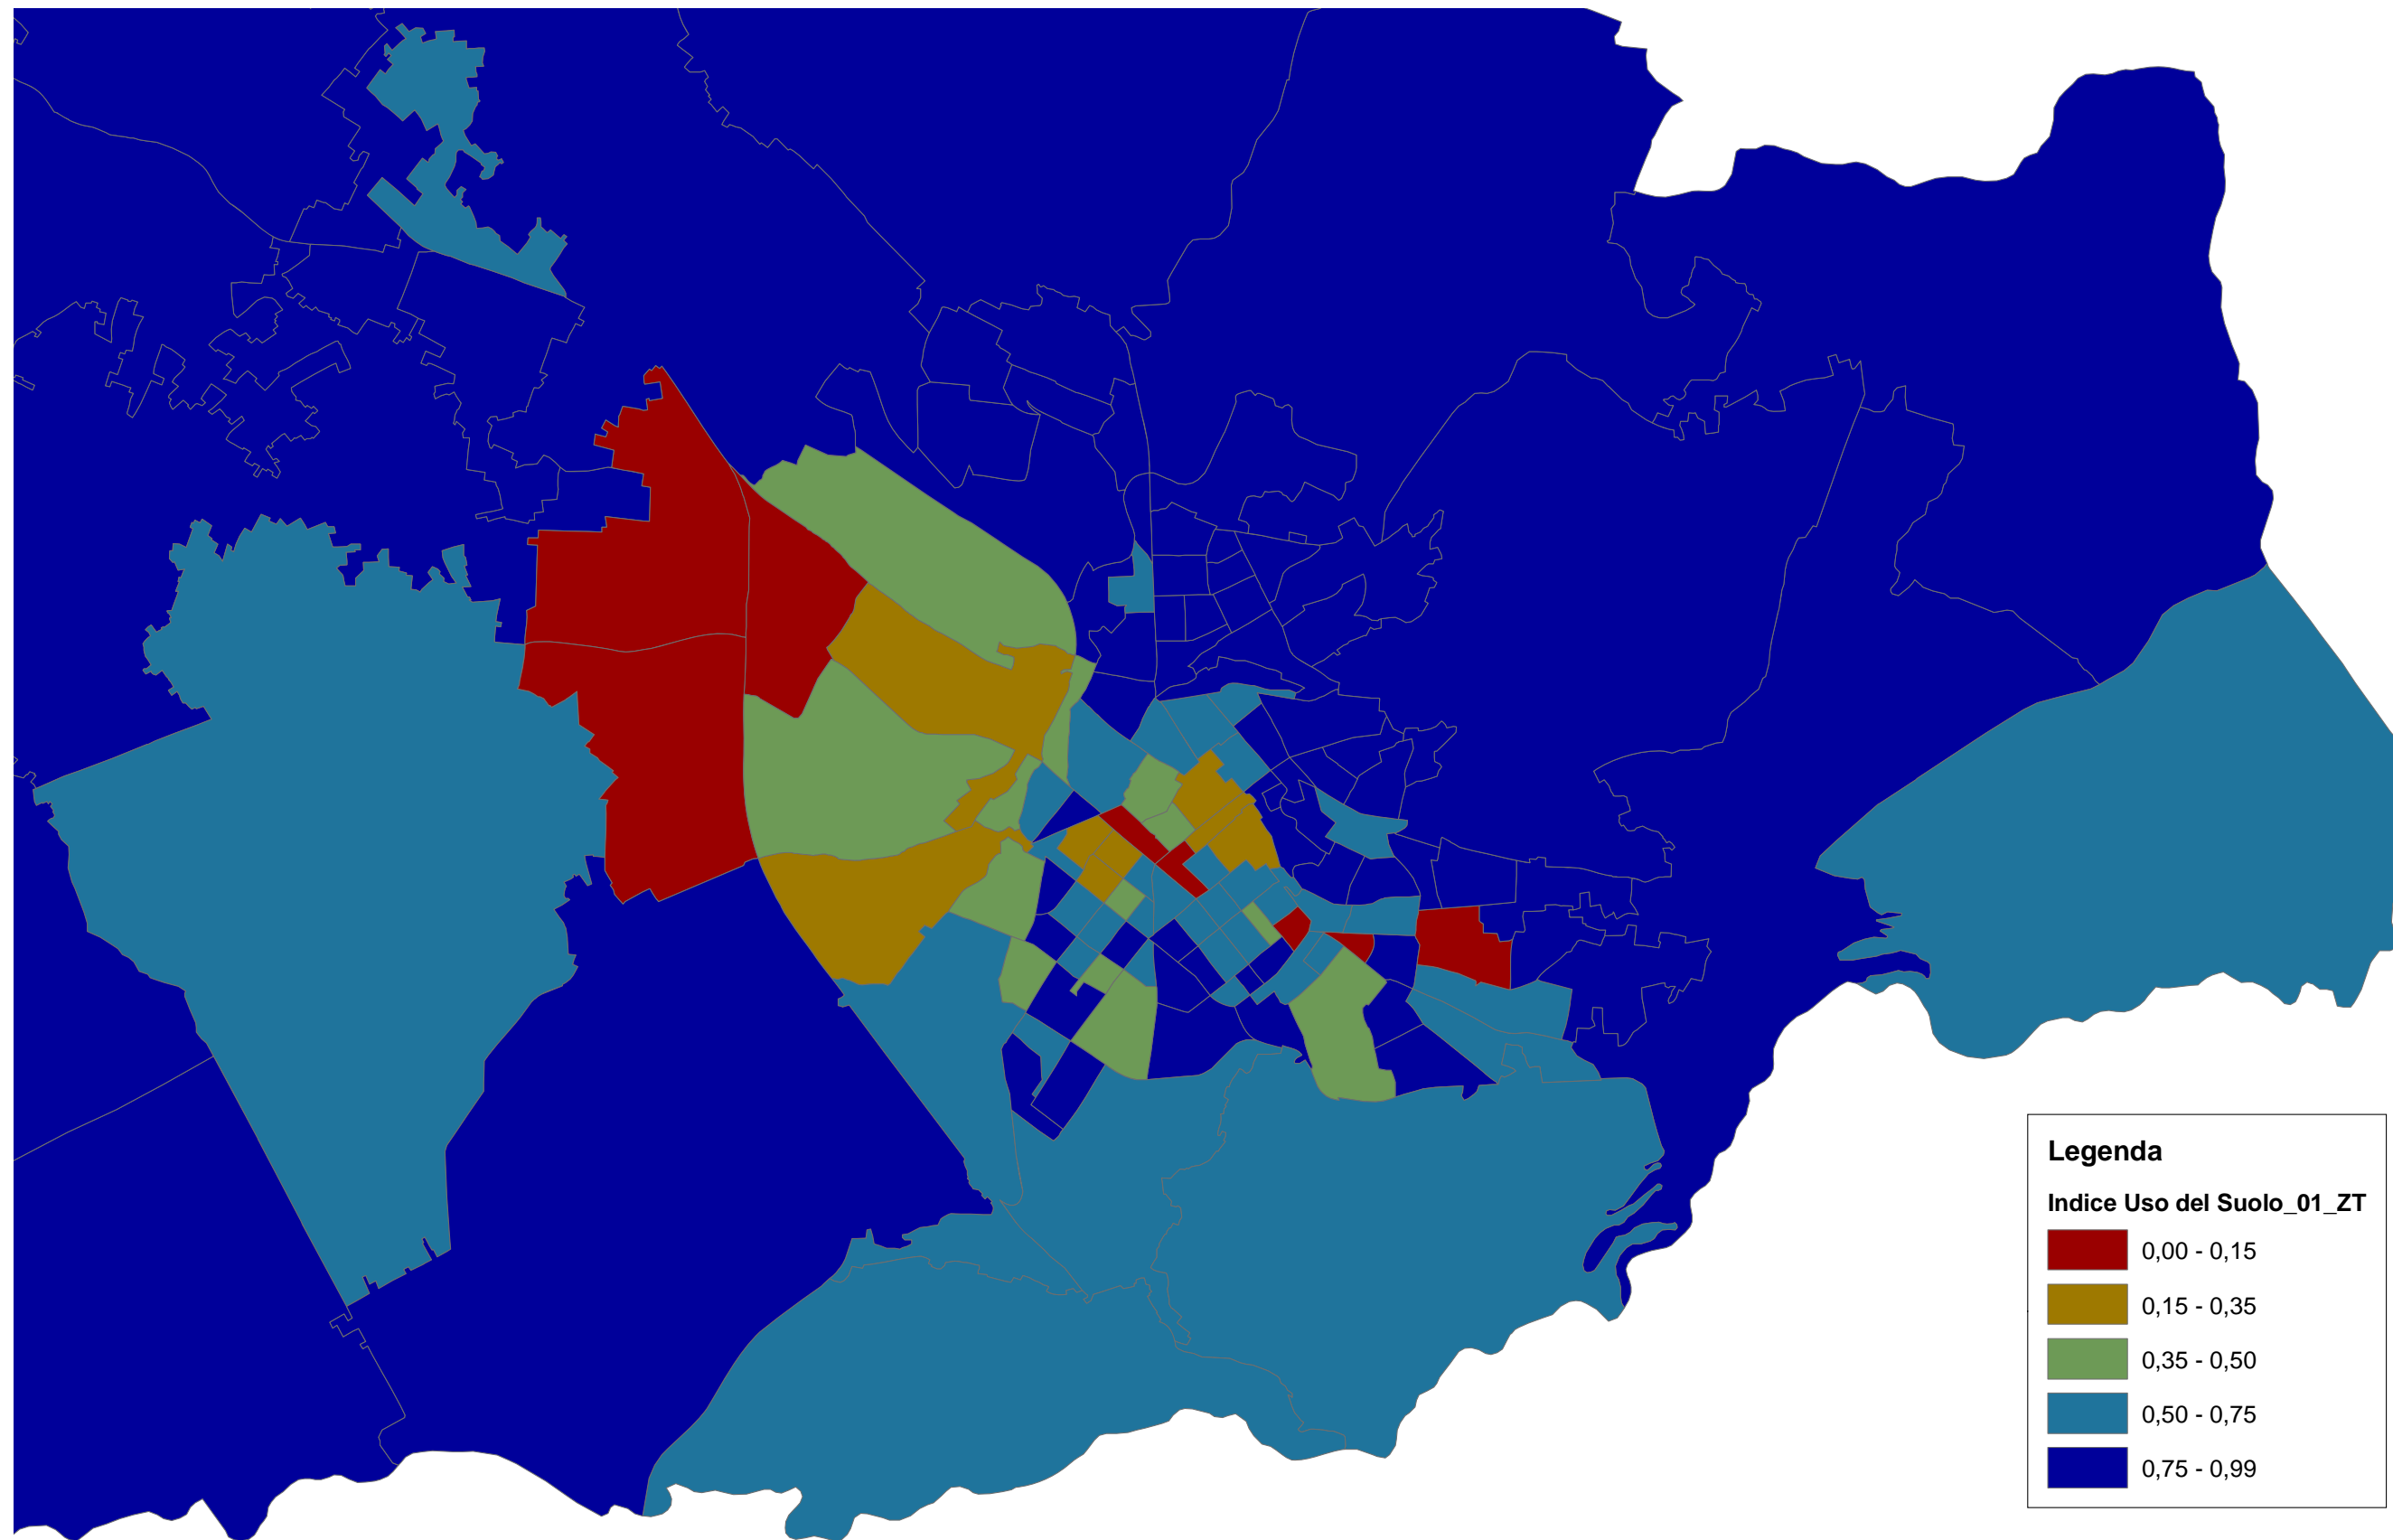 Legenda
Indice Uso del Suolo_01_ZT
0,00 - 0,15
0,15 - 0,35
0,35 - 0,50
0,50 - 0,75
0,75 - 0,99